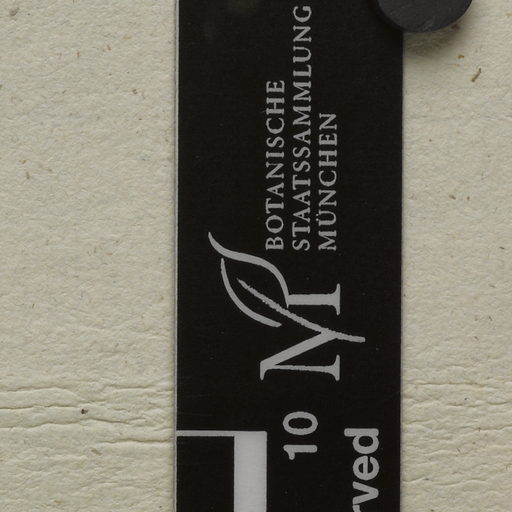 BOTANISCHE
STAATSSAMMLUNG
MÜNCHEN
10
rved